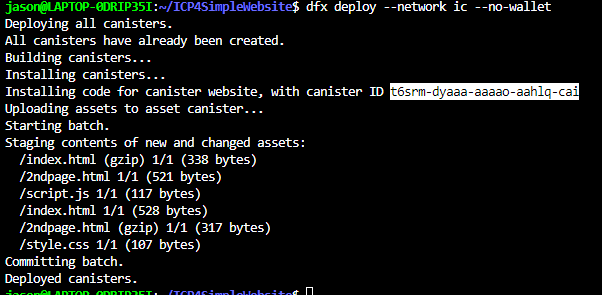 jason@LAPTOP-0DRIP35I:~/ICP4SimpleWebsite$ dfx deploy --network ic --no-wallet
Deploying all canisters.
All canisters have already been created.
Building canisters...
Installing canisters...
Installing code for canister website, with canister ID t6srm-dyaaa-aaaao-aahlq-cai
Uploading assets to asset canister...
Starting batch.
Staging contents of new and changed assets:
  /index.html (gzip) 1/1 (338 bytes)
  /2ndpage.html 1/1 (521 bytes)
  /script.js 1/1 (117 bytes)
  /index.html 1/1 (528 bytes)
  /2ndpage.html (gzip) 1/1 (317 bytes)
  /style.css 1/1 (107 bytes)
Committing batch.
Deployed canisters.
jason@LAPTOP-0DRIP35I:~/ICP4SimpleWebsite$